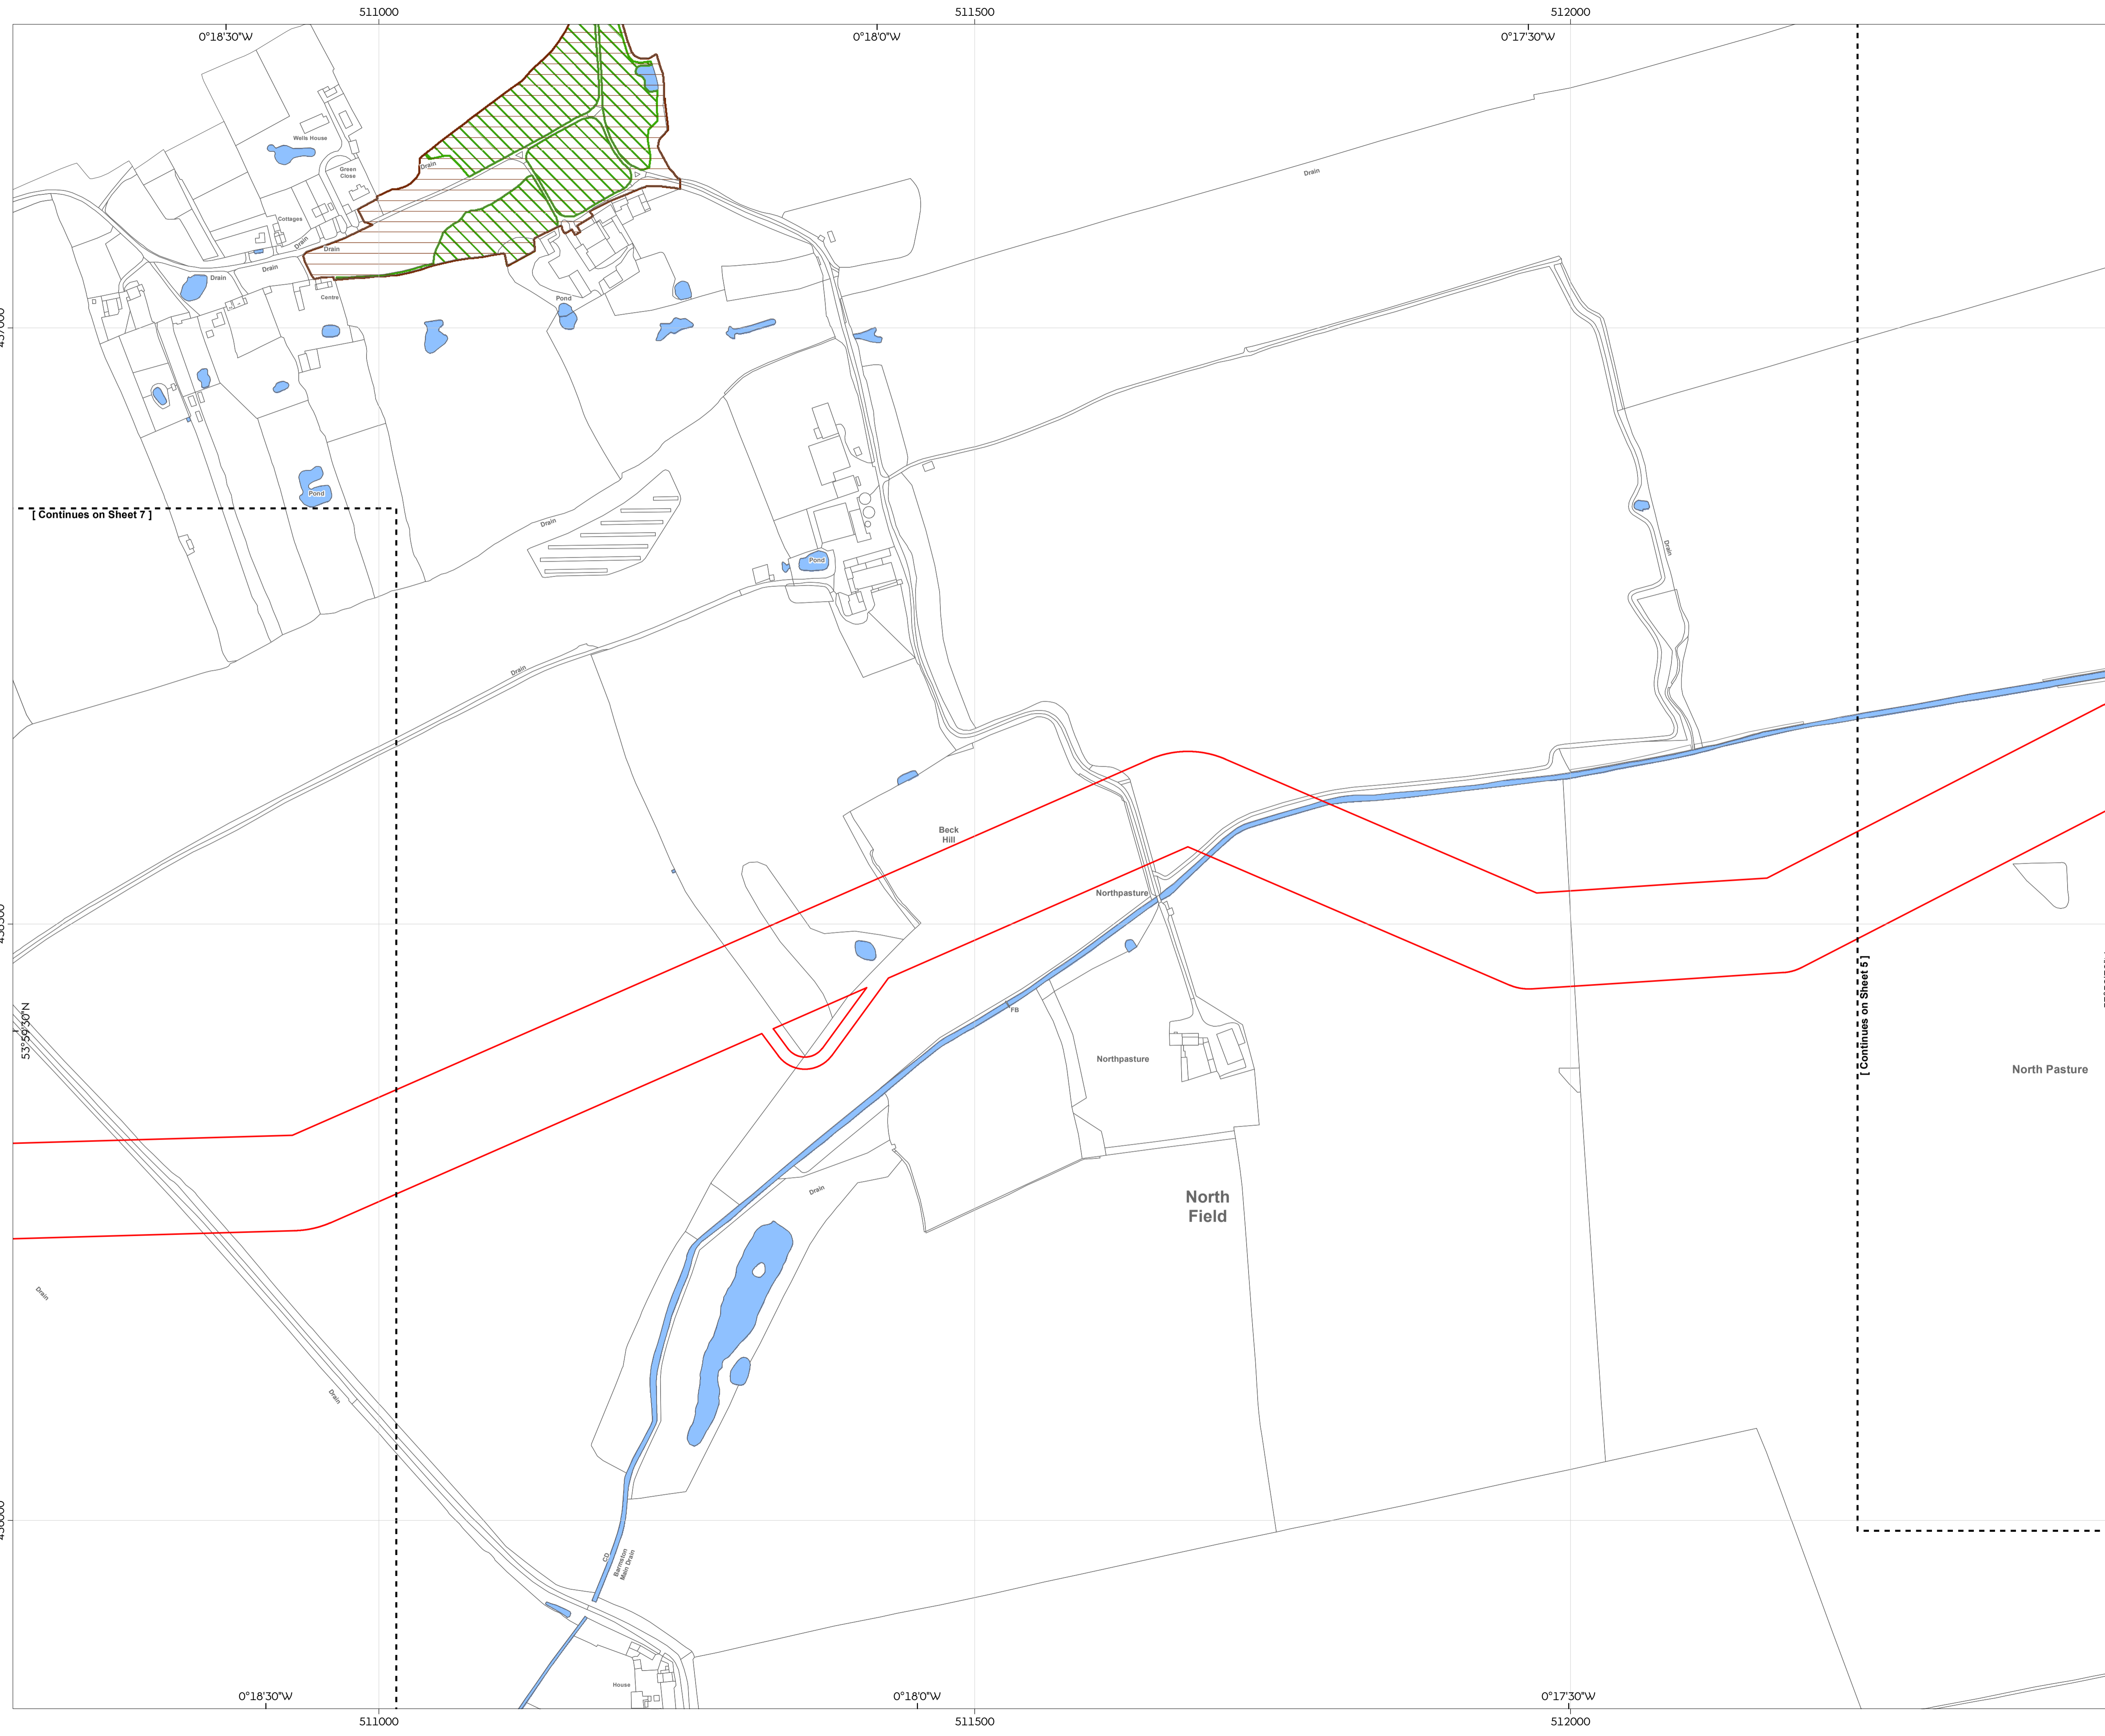 511000
511500
512000
0°18'30"W
0°18'0"W
0°17'30"W
Wells House
Green
Close
Drain
Drain
Cottages
Drain
Drain
Drain
Drain
Centre
Pond
Pond
[ Continues on Sheet 7 ]
Drain
Drain
Pond
Drain
Beck
Hill
Northpasture
[ Continues on Sheet 5 ]
53°59'30"N
FB
Northpasture
North Pasture
Drain
North
Field
Drain
Drain
CD
Barmston
Main Drain
House
0°18'30"W
0°18'0"W
0°17'30"W
511000
511500
512000